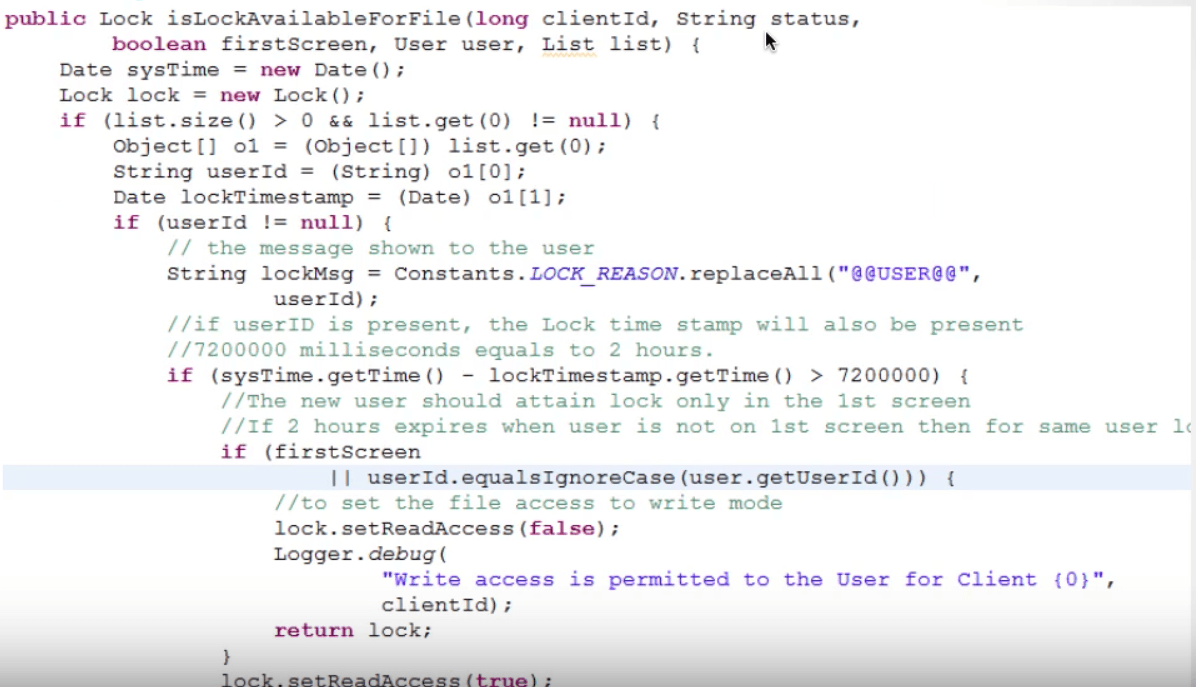 public Lock isLockAvailableForFile(long clientId, String status,
boolean firstScreen, User user, List list) {
Date sysTime = new Date();
Lock lock = new Lock();
if (list.size() > 0 && list.get(0) != null) {
Object[] o1 = (Object[]) list.get(0);
String userId = (String) o1[0];
Date lockTimestamp = (Date) o1[1];
if (userId != null) {
// the message shown to the user
String lockMsg = Constants.LOCK_REASON.replaceAll("@@USER@@",
userId);
//if userID is present, the Lock time stamp will also be present
//7200000 milliseconds equals to 2 hours.
if (sysTime.getTime() - lockTimestamp.getTime() > 7200000) {
//The new user should attain lock only in the 1st screen
//If 2 hours expires when user is not on 1st screen then for same user
if (firstScreen
|| userId.equalsIgnoreCase(user.getUserId())) {
//to set the file access to write mode
lock.setReadAccess(false);
Logger.debug(
"Write access is permitted to the User for Client {0}",
clientId);
return lock;
}
lock.setReadAccess(true);